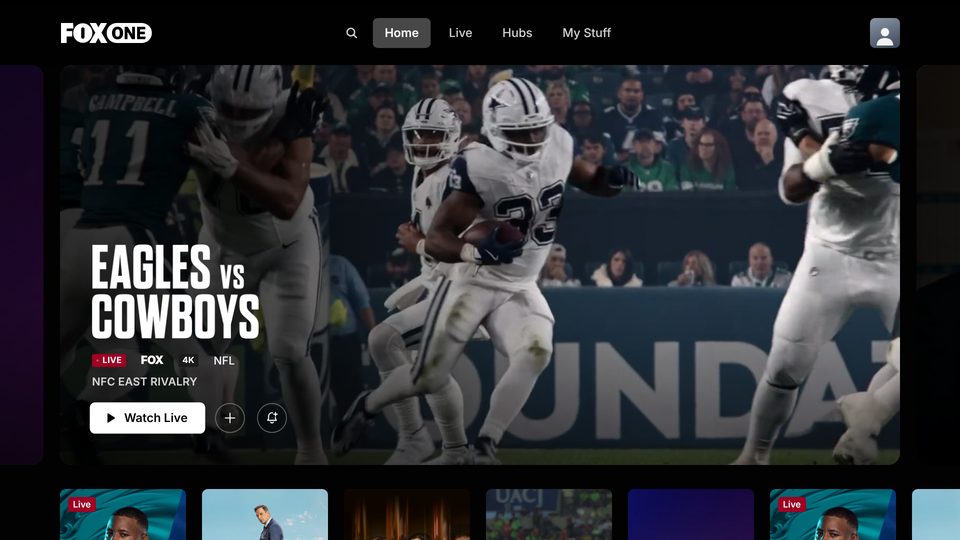 FOX ONE
Home
Live
Hubs
My Stuff
CAMPBELL
11
33
EAGLES VS
COWBOYS
LIVE FOX 4K NFL
NFC EAST RIVALRY
Watch Live
OUNDA
Live
UACJ
Live